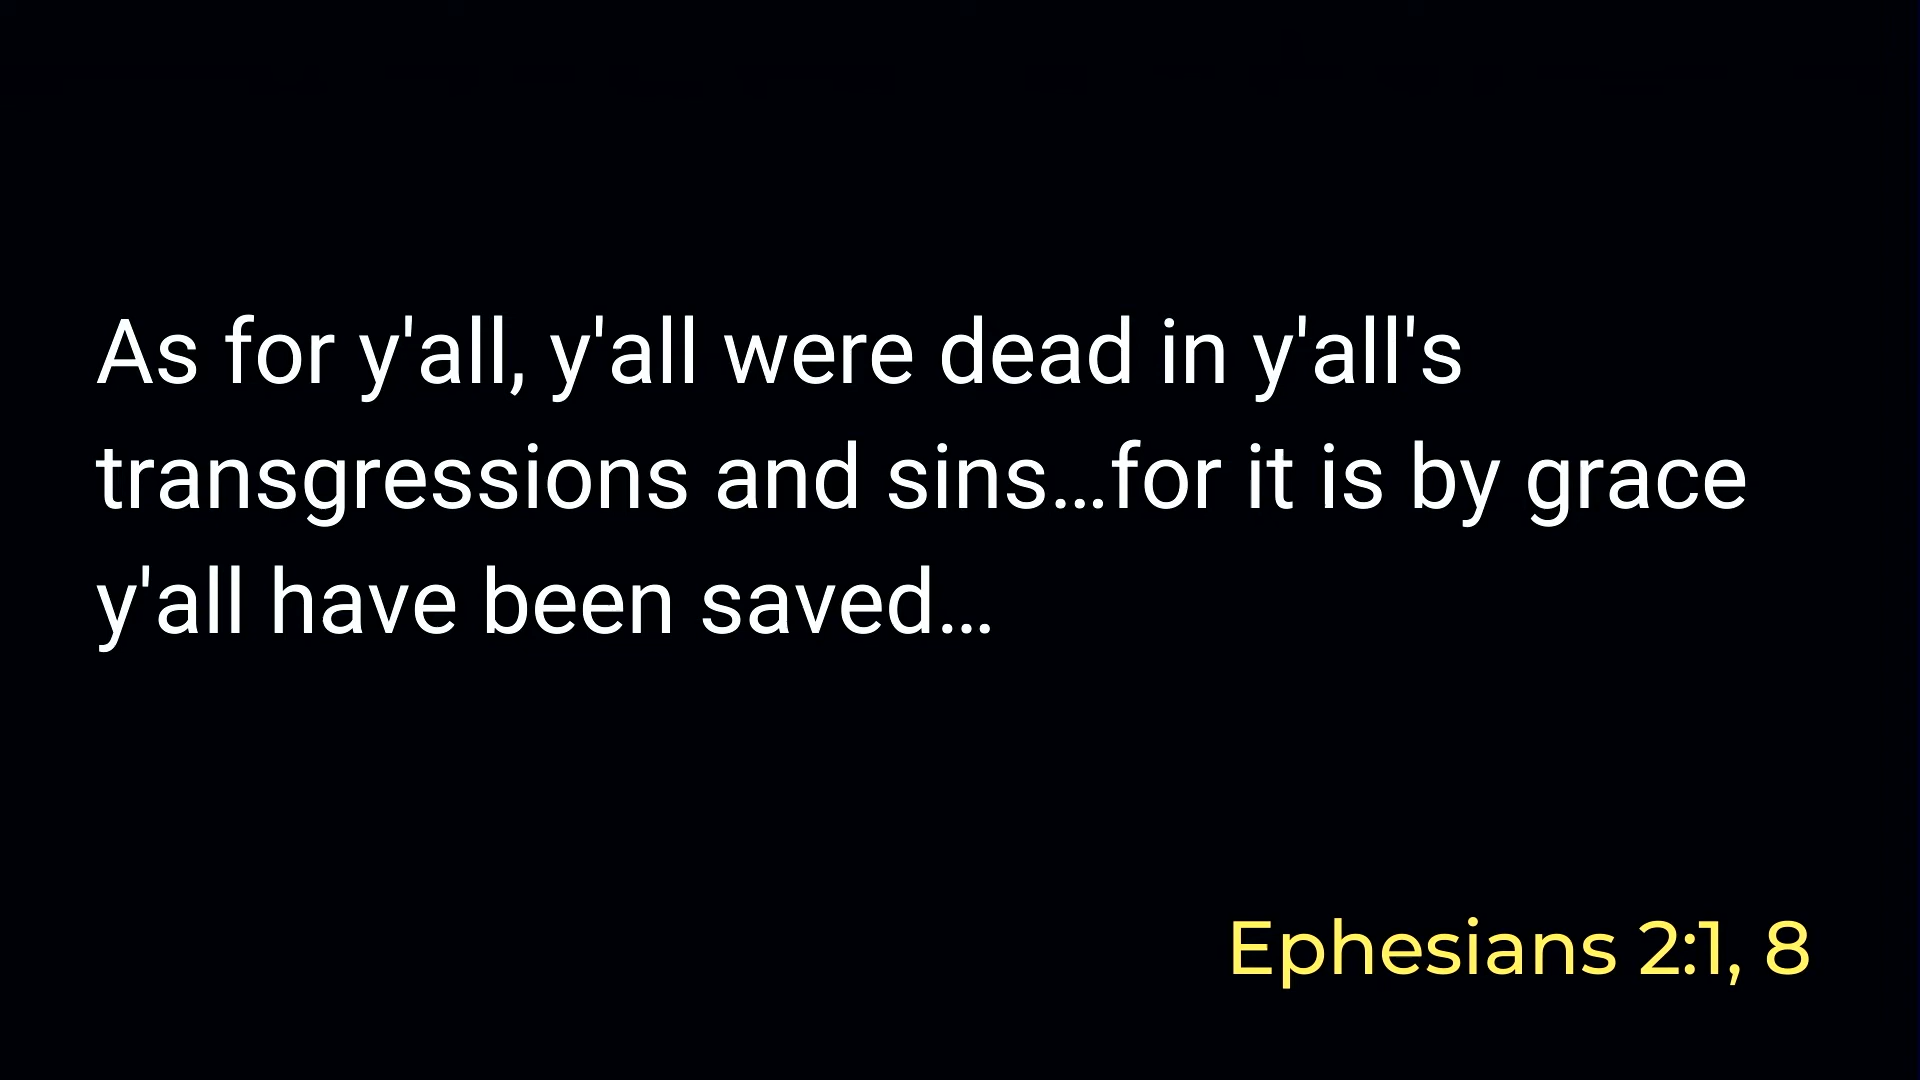 As for y'all, y'all were dead in y'all's
transgressions and sins...for it is by grace
y'all have been saved...
Ephesians 2:1, 8